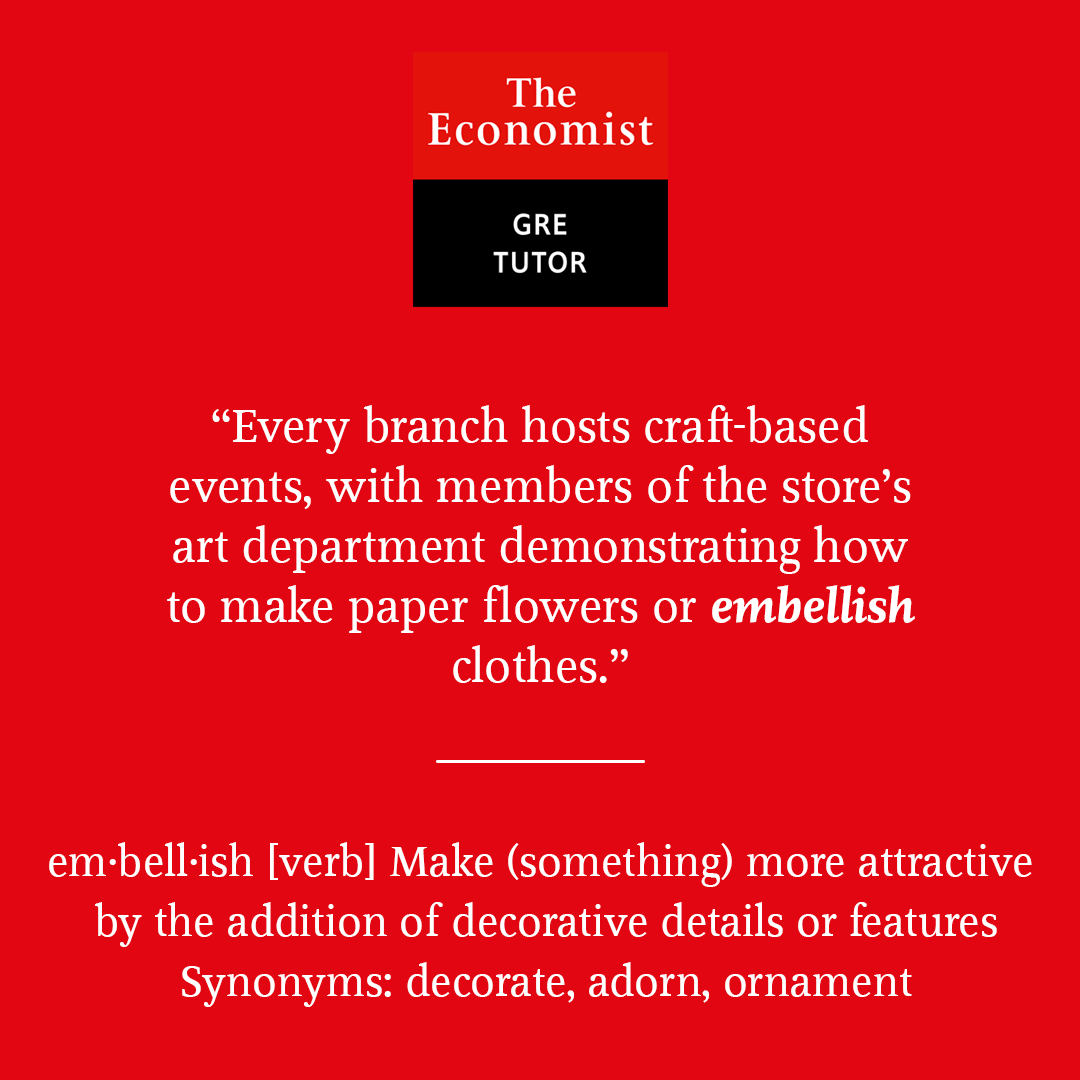 The
Economist
GRE
TUTOR
“Every branch hosts craft-based
events, with members of the store’s
art department demonstrating how
to make paper flowers or embellish
clothes.”
em·bell·ish [verb] Make (something) more attractive
by the addition of decorative details or features
Synonyms: decorate, adorn, ornament